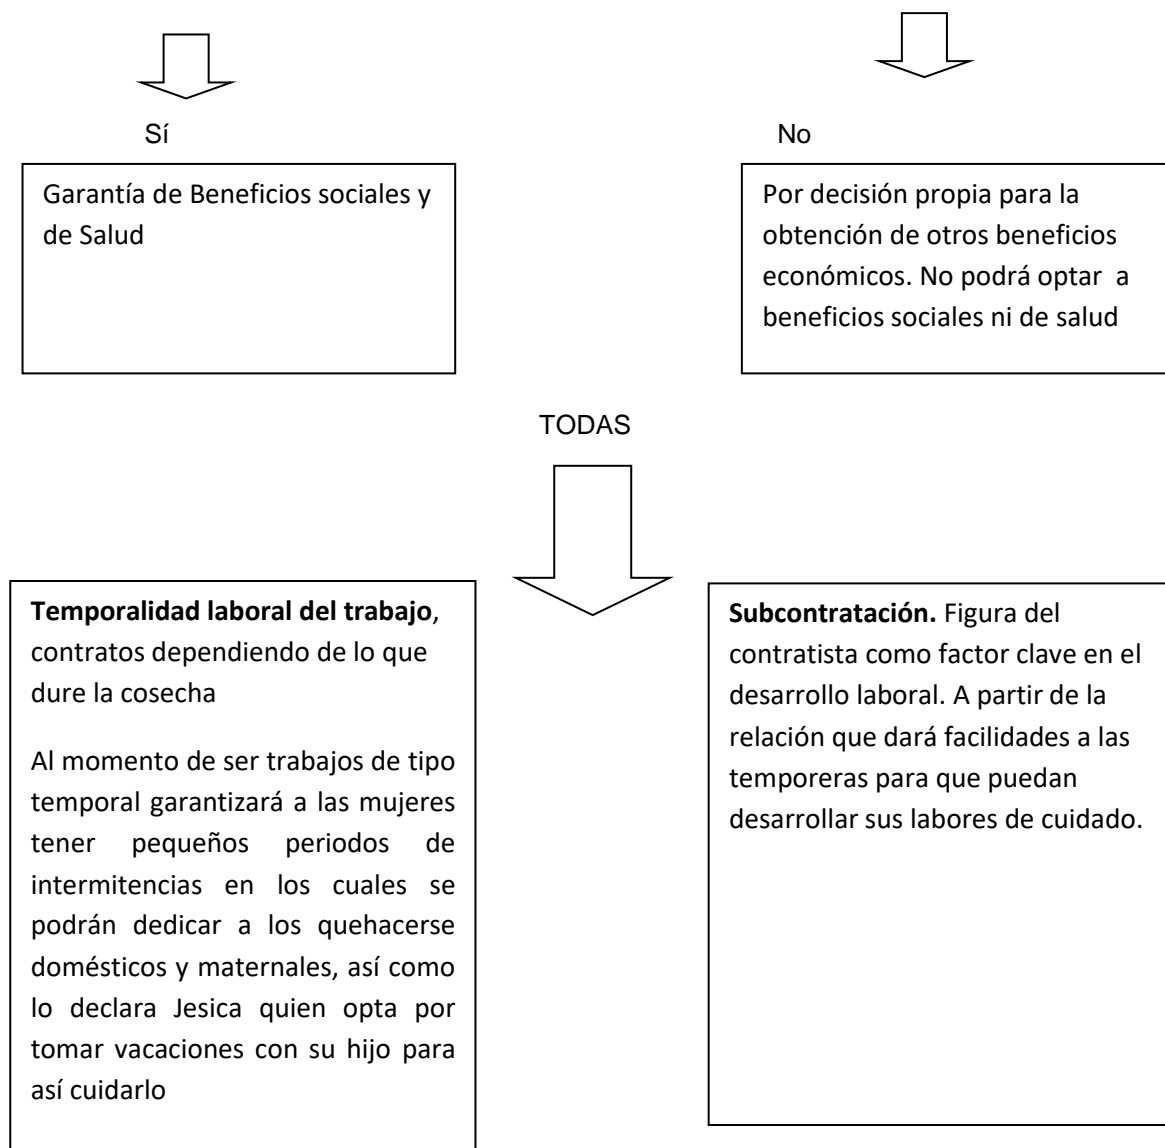 Sí
Garantía de Beneficios sociales y
de Salud
No
Por decisión propia para la
obtención de otros beneficios
económicos. No podrá optar  a
beneficios sociales ni de salud
TODAS
Temporalidad laboral del trabajo,
contratos dependiendo de lo que
dure la cosecha
Al momento de ser trabajos de tipo
temporal garantizará a las mujeres
tener pequeños periodos de
intermitencias en los cuales se
podrán dedicar a los quehacerse
domésticos y maternales, así como
lo declara Jesica quien opta por
tomar vacaciones con su hijo para
así cuidarlo
Subcontratación. Figura del
contratista como factor clave en el
desarrollo laboral. A partir de la
relación que dará facilidades a las
temporeras para que puedan
desarrollar sus labores de cuidado.